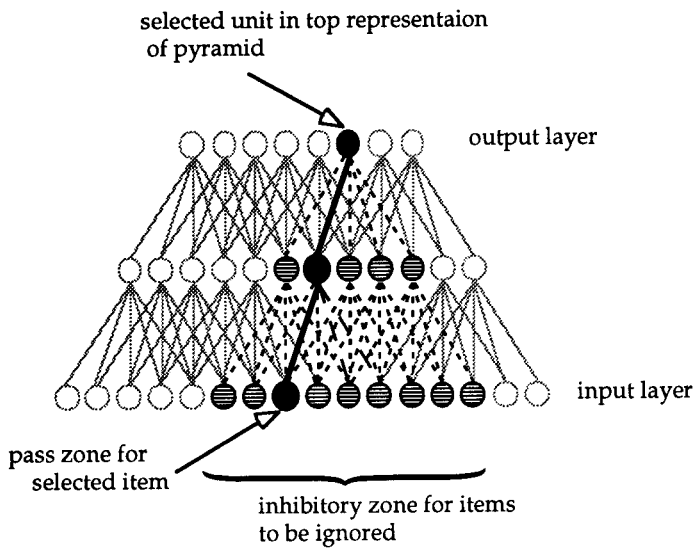 selected unit in top representaion
of pyramid
output layer
input layer
pass zone for
selected item
inhibitory zone for items
to be ignored